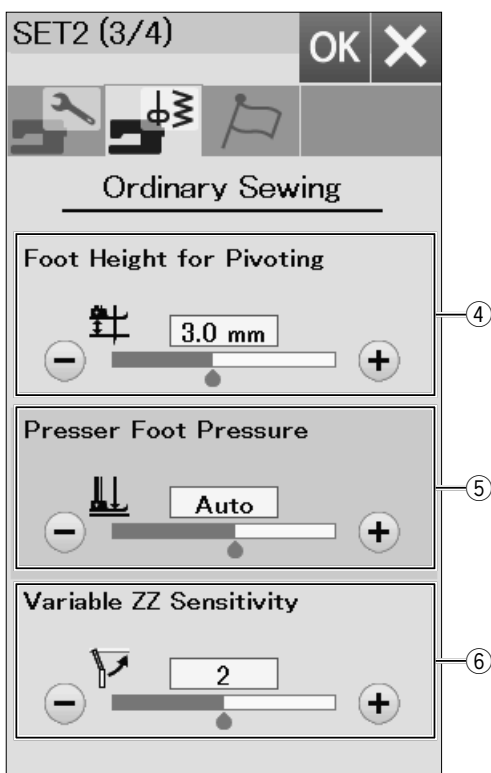 SET2 (3/4)
OK
Ordinary Sewing
Foot Height for Pivoting
3.0 mm
④
Presser Foot Pressure
Auto
⑤
Variable ZZ Sensitivity
2
⑥